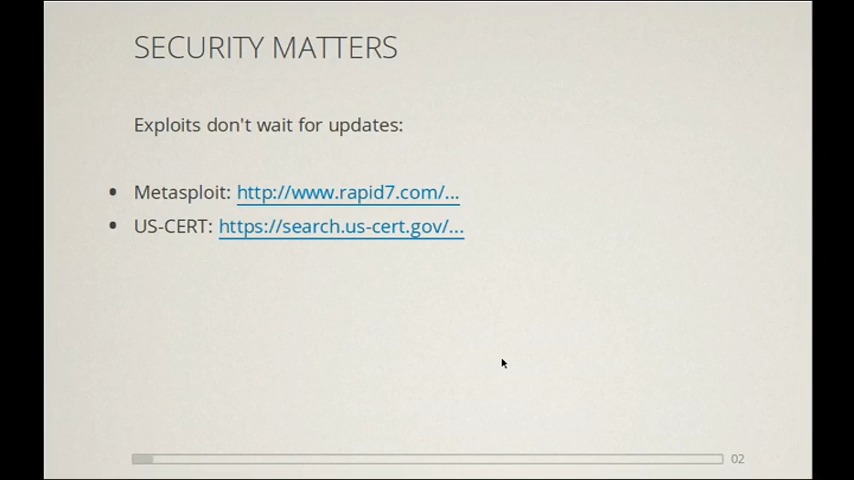 SECURITY MATTERS
Exploits don't wait for updates:
• Metasploit: http://www.rapid7.com/...
• US-CERT: https://search.us-cert.gov/...
02